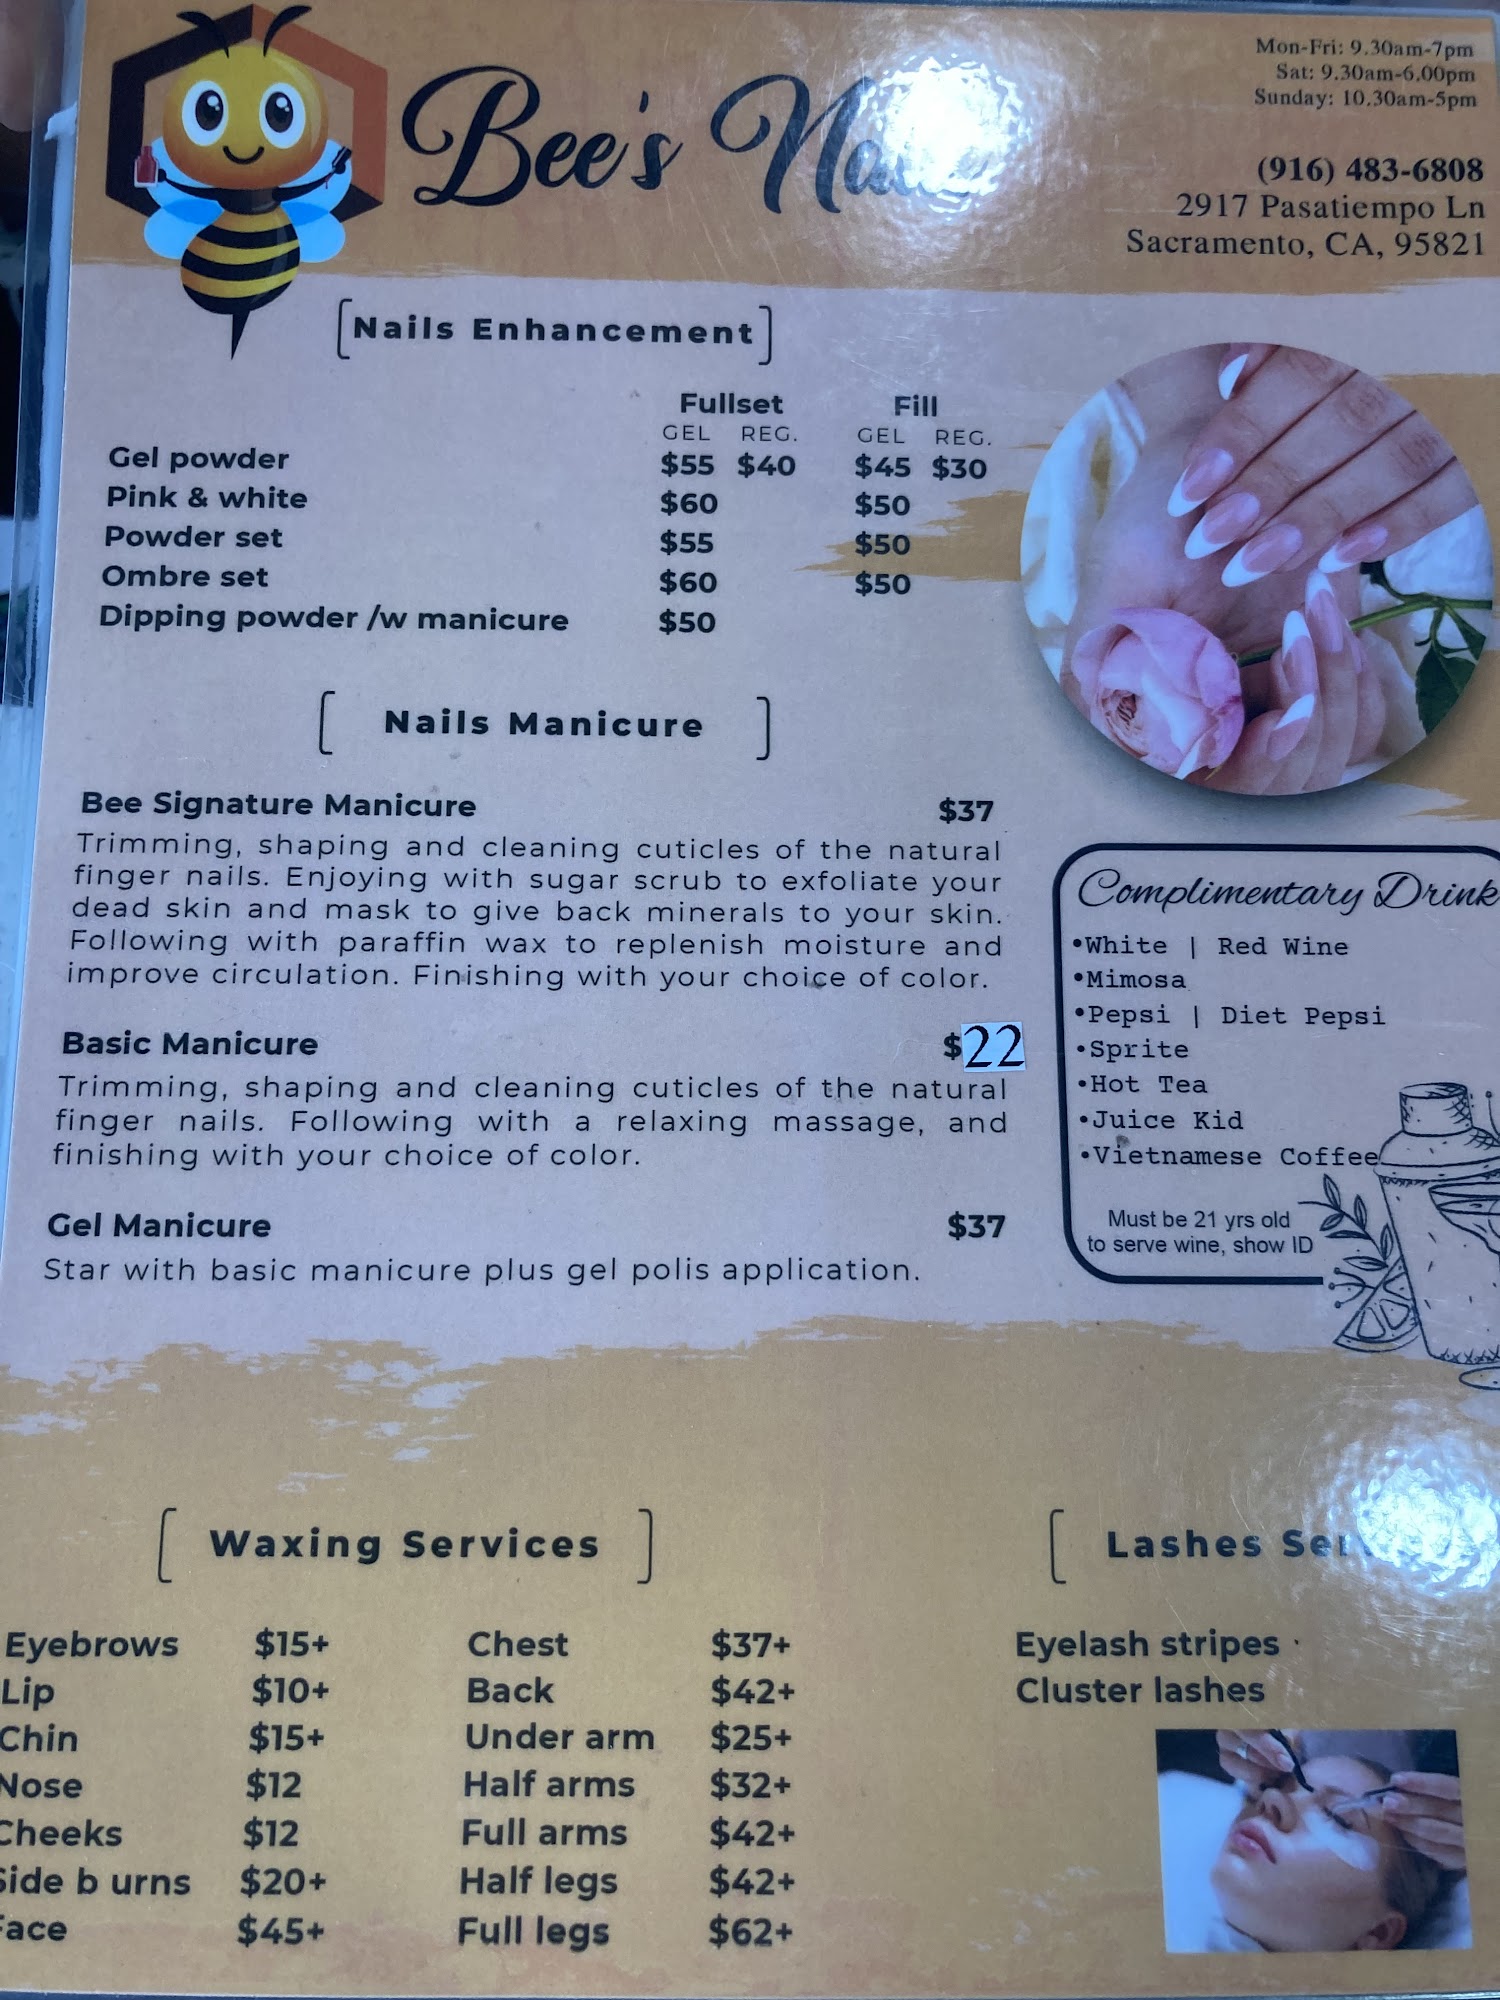 Bee's
Mon-Fri: 9.30am-7pm
Sat: 9.30am-6.00pm
Sunday: 10.30am-5pm
(916) 483-6808
2917 Pasatiempo Ln
Sacramento, CA, 95821
Nails Enhancement
Fullset Fill
GEL REG. GEL REG.
Gel powder $55 $40 $45 $30
Pink & white $60 $50
Powder set $55 $50
Ombre set $60 $50
Dipping powder /w manicure $50
Nails Manicure
Bee Signature Manicure $37
Trimming, shaping and cleaning cuticles of the natural
finger nails. Enjoying with sugar scrub to exfoliate your
dead skin and mask to give back minerals to your skin.
Following with paraffin wax to replenish moisture and
improve circulation. Finishing with your choice of color.
Basic Manicure $22
Trimming, shaping and cleaning cuticles of the natural
finger nails. Following with a relaxing massage, and
finishing with your choice of color.
Gel Manicure $37
Star with basic manicure plus gel polis application.
Complimentary Drink
•White | Red Wine
•Mimosa
•Pepsi | Diet Pepsi
•Sprite
•Hot Tea
•Juice Kid
•Vietnamese Coffee
Must be 21 yrs old
to serve wine, show ID
Waxing Services
Eyebrows $15+
Lip $10+
Chin $15+
Nose $12
Cheeks $12
Side b urns $20+
Face $45+
Chest $37+
Back $42+
Under arm $25+
Half arms $32+
Full arms $42+
Half legs $42+
Full legs $62+
Lashes
Eyelash stripes
Cluster lashes